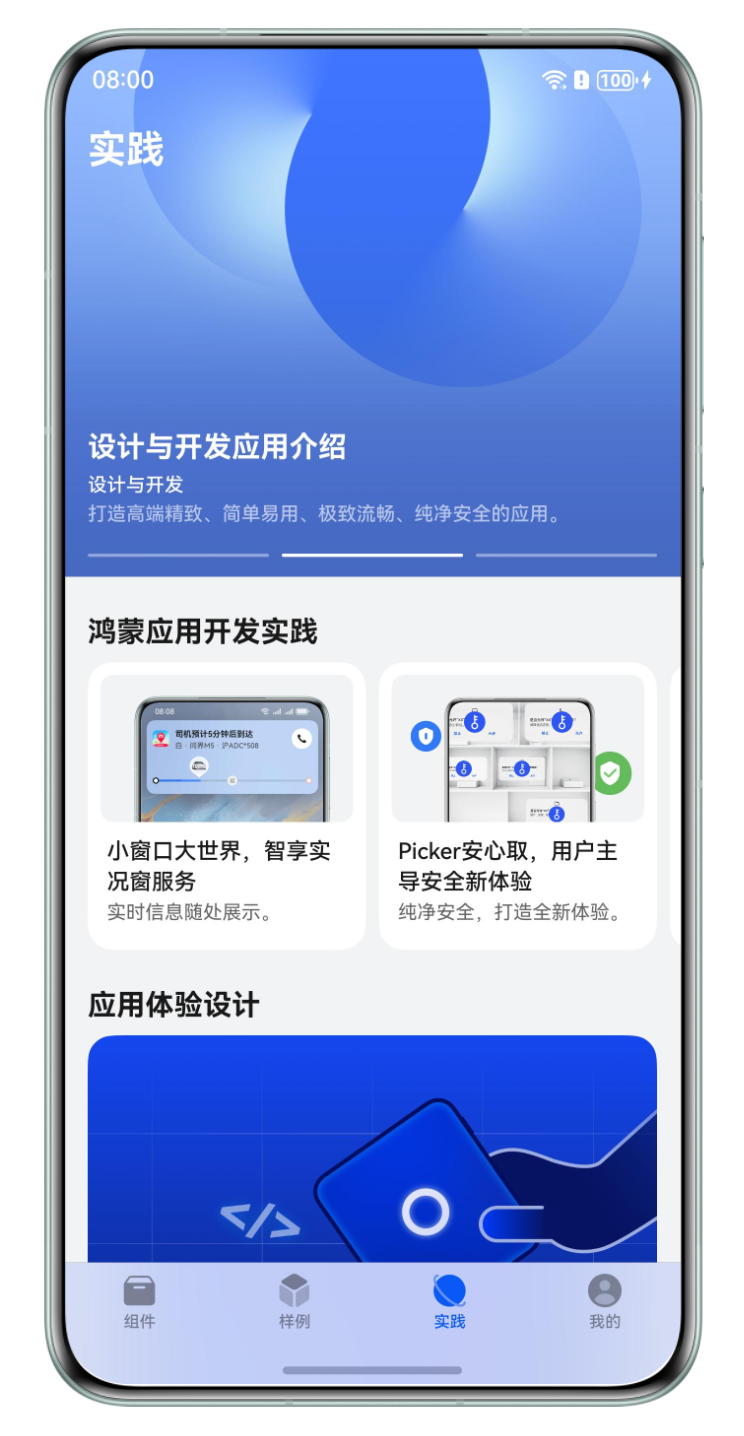 08:00
100
实践
设计与开发应用介绍
设计与开发
打造高端精致、简单易用、极致流畅、纯净安全的应用。
鸿蒙应用开发实践
08:08
司机预计5分钟后到达
白 · 问界M5 · 沪ADC*508
小窗口大世界，智享实
况窗服务
实时信息随处展示。
Picker安心取，用户主
导安全新体验
纯净安全，打造全新体验。
应用体验设计
</>
组件
样例
实践
我的